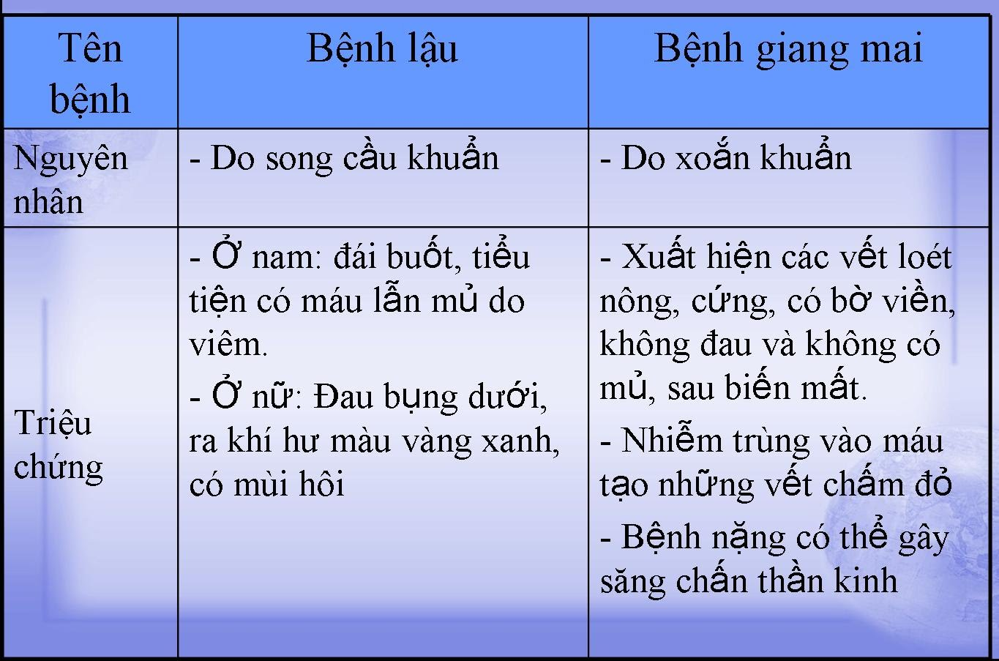 Tên
bệnh
Bệnh lậu
Bệnh giang mai
Nguyên
nhân
- Do song cầu khuẩn
- Do xoắn khuẩn
Triệu
chứng
- Ở nam: đái buốt, tiểu
tiện có máu lẫn mủ do
viêm.
- Ở nữ: Đau bụng dưới,
ra khí hư màu vàng xanh,
có mùi hôi
- Xuất hiện các vết loét
nông, cứng, có bờ viền,
không đau và không có
mủ, sau biến mất.
- Nhiễm trùng vào máu
tạo những vết chấm đỏ
- Bệnh nặng có thể gây
săng chấn thần kinh